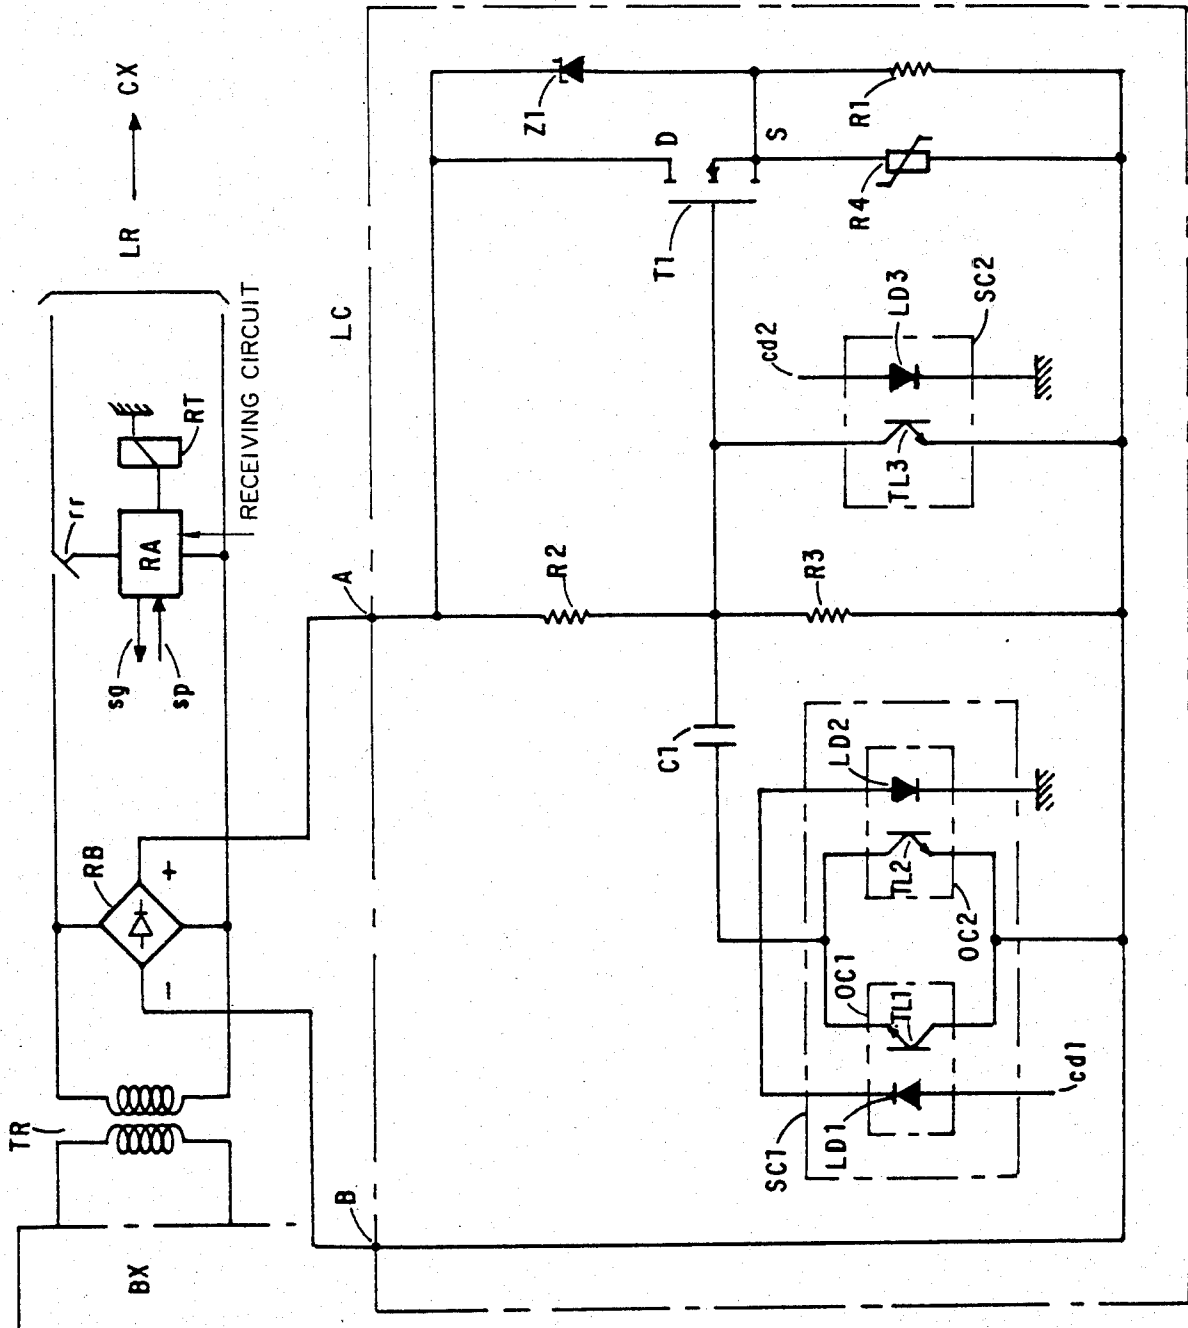 BX
TR
RB
+
-
sg
sp
RA
rr
RT
RECEIVING CIRCUIT
LR
CX
B
A
LC
R2
R3
C1
SC1
LD1
TL1
OC1
cd1
OC2
TL2
LD2
TL3
LD3
SC2
cd2
T1
D
S
Z1
R1
R4